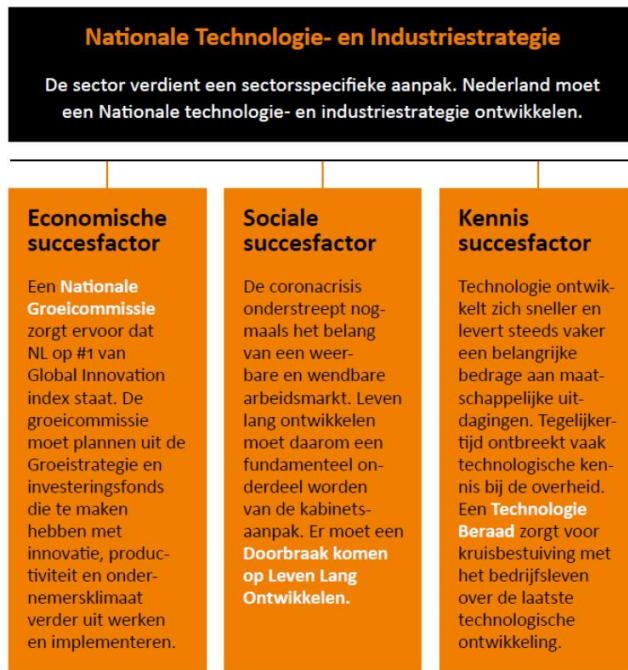 Nationale Technologie- en Industriestrategie
De sector verdient een sectorsspecifieke aanpak. Nederland moet
een Nationale technologie- en industriestrategie ontwikkelen.
Economische
succesfactor
Een Nationale
Groeicommissie
zorgt ervoor dat
NL op #1 van
Global Innovation
index staat. De
groeicommissie
moet plannen uit de
Groeistrategie en
investeringsfonds
die te maken
hebben met
innovatie, produc-
tiviteit en onder-
nemersklimaat
verder uit werken
en implementeren.
Sociale
succesfactor
De coronacrisis
onderstreept nog-
maals het belang
van een weer-
bare en wendbare
arbeidsmarkt. Leven
lang ontwikkelen
moet daarom een
fundamenteel on-
derdeel worden
van de kabinets-
aanpak. Er moet een
Doorbraak komen
op Leven Lang
Ontwikkelen.
Kennis
succesfactor
Technologie ontwik-
kelt zich sneller en
levert steeds vaker
een belangrijke
bedrage aan maat-
schappelijke uit-
dagingen. Tegelijker-
tijd ontbreekt vaak
technologische ken-
nis bij de overheid.
Een Technologie
Beraad zorgt voor
kruisbestuiving met
het bedrijfsleven
over de laatste
technologische
ontwikkeling.